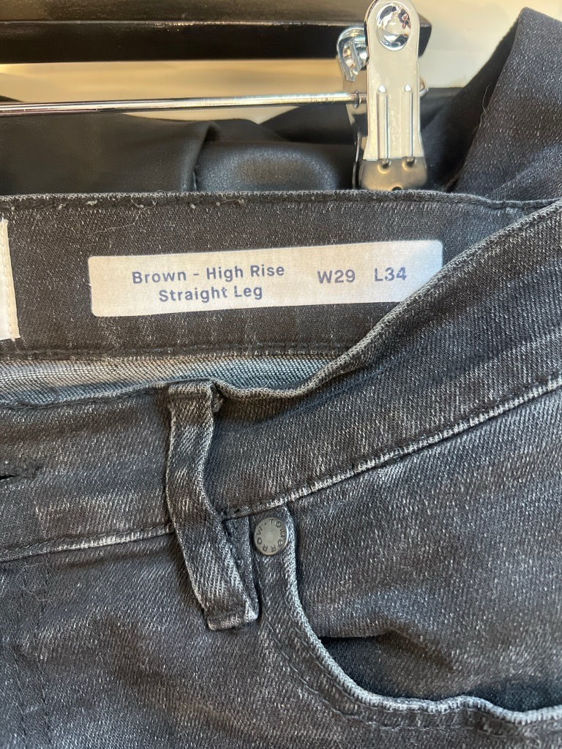 Brown - High Rise W29 L34
Straight Leg